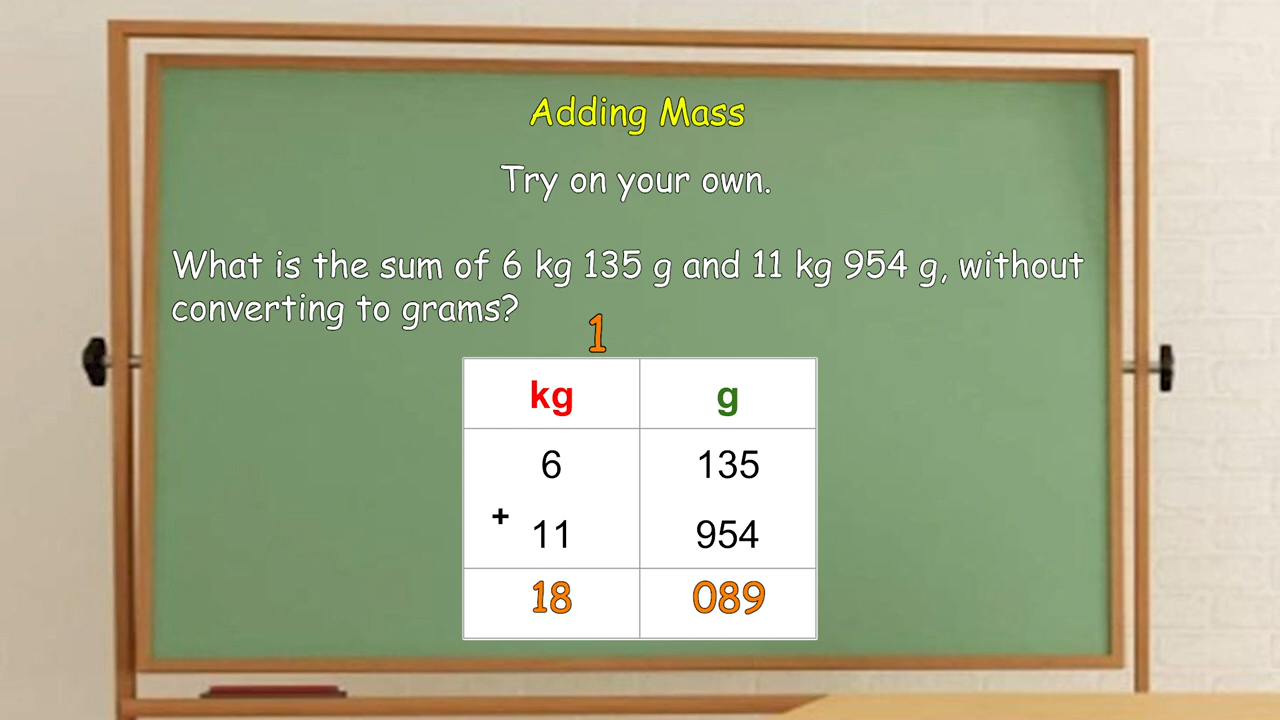 Adding Mass
Try on your own.
What is the sum of 6 kg 135 g and 11 kg 954 g, without
converting to grams?
1
kg g
6 135
+ 11 954
18 089